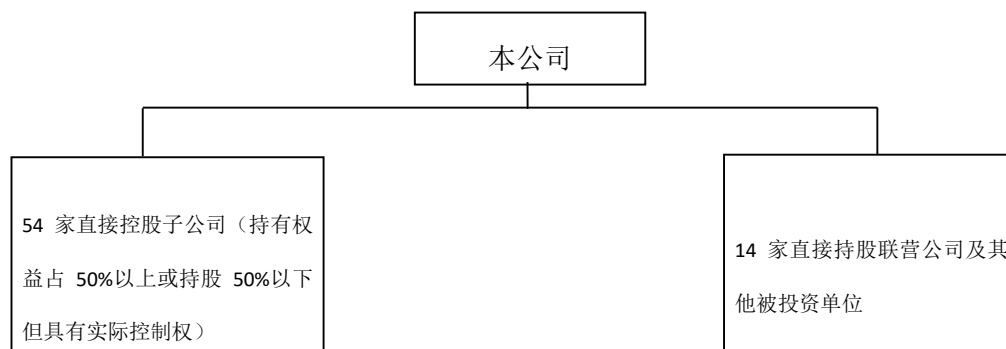 本公司
54 家直接控股子公司（持有权
益占 50%以上或持股 50%以下
但具有实际控制权）
14 家直接持股联营公司及其
他被投资单位